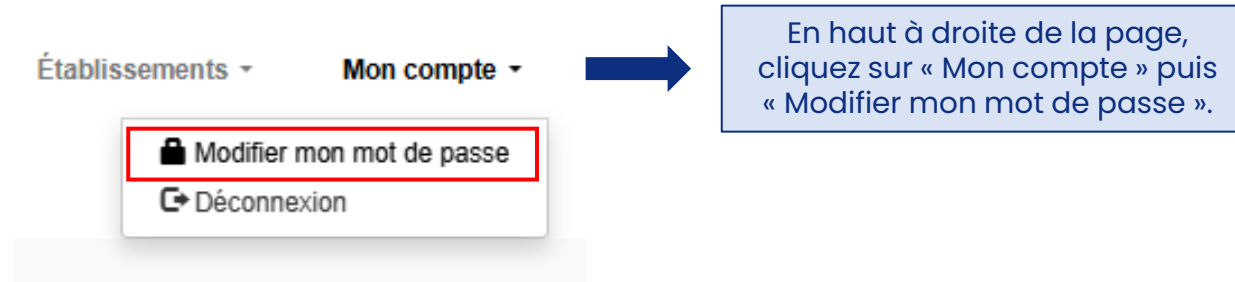 Établissements
Mon compte
Modifier mon mot de passe
Déconnexion
En haut à droite de la page,
cliquez sur « Mon compte » puis
« Modifier mon mot de passe ».